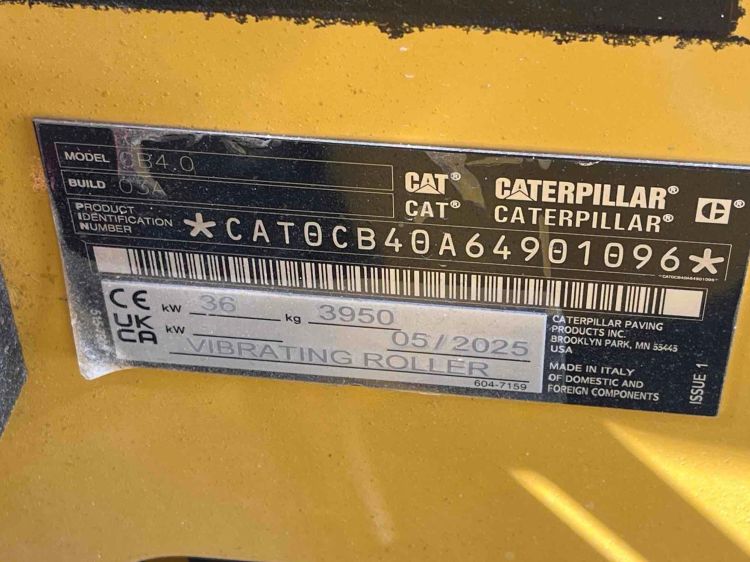 MODEL CB4.0
BUILD 03A
PRODUCT
IDENTIFICATION
NUMBER
*CAT0CB40A64901096*
CAT® CATERPILLAR®
CAT® CATERPILLAR®
CAT0CB40A64901096
CE
UK
CA
kW 36 kg 3950
kW 05/2025
VIBRATING ROLLER
604-7159
CATERPILLAR PAVING
PRODUCTS INC.
BROOKLYN PARK, MN 55445
USA
MADE IN ITALY
OF DOMESTIC AND
FOREIGN COMPONENTS
ISSUE 1